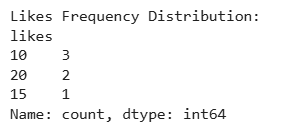 Likes Frequency Distribution:
likes
10    3
20    2
15    1
Name: count, dtype: int64